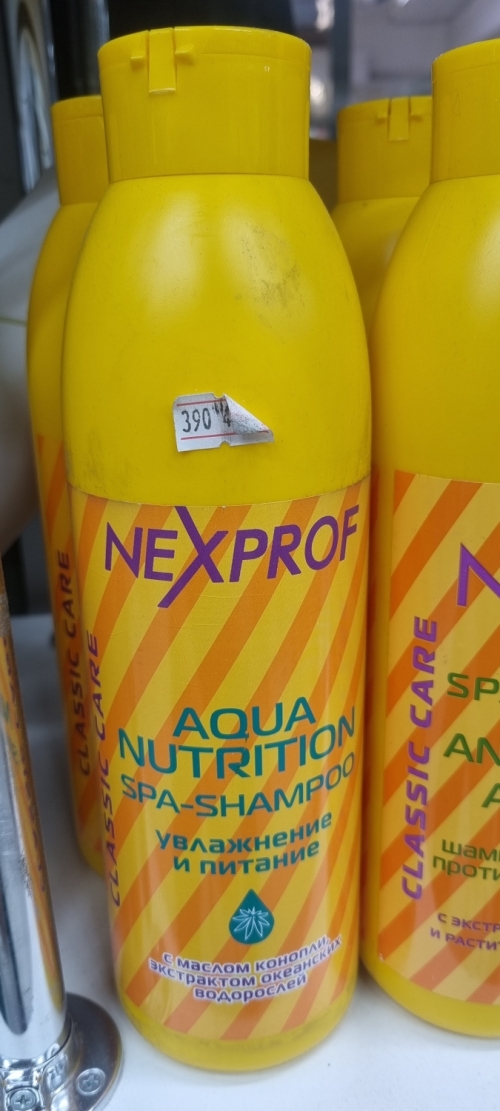 390
NEXPROF
AQUA
NUTRITION
SPA-SHAMPOO
увлажнение
и питание
с маслом конопли,
экстрактом океанских
водорослей
CLASSIC CARE
CLASSIC CARE
CLASSIC CARE
SP
AN
A
шам
проти
с экстр
и расти